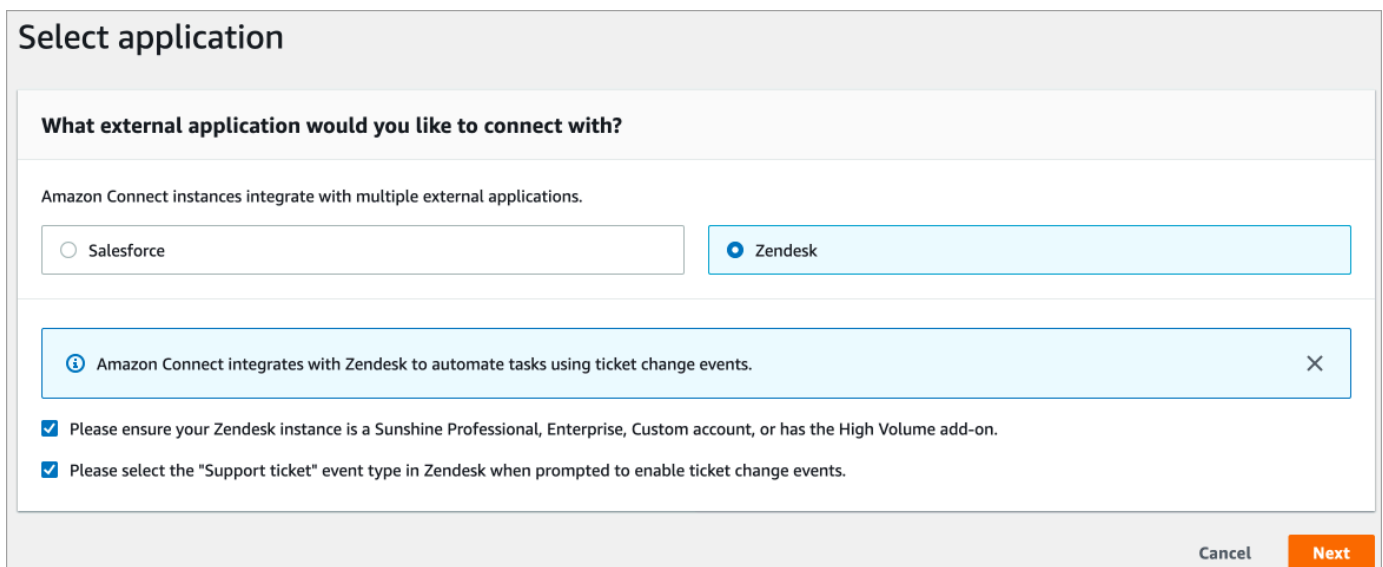 Select application
What external application would you like to connect with?
Amazon Connect instances integrate with multiple external applications.
Salesforce
Zendesk
Amazon Connect integrates with Zendesk to automate tasks using ticket change events.
Please ensure your Zendesk instance is a Sunshine Professional, Enterprise, Custom account, or has the High Volume add-on.
Please select the "Support ticket" event type in Zendesk when prompted to enable ticket change events.
Cancel
Next